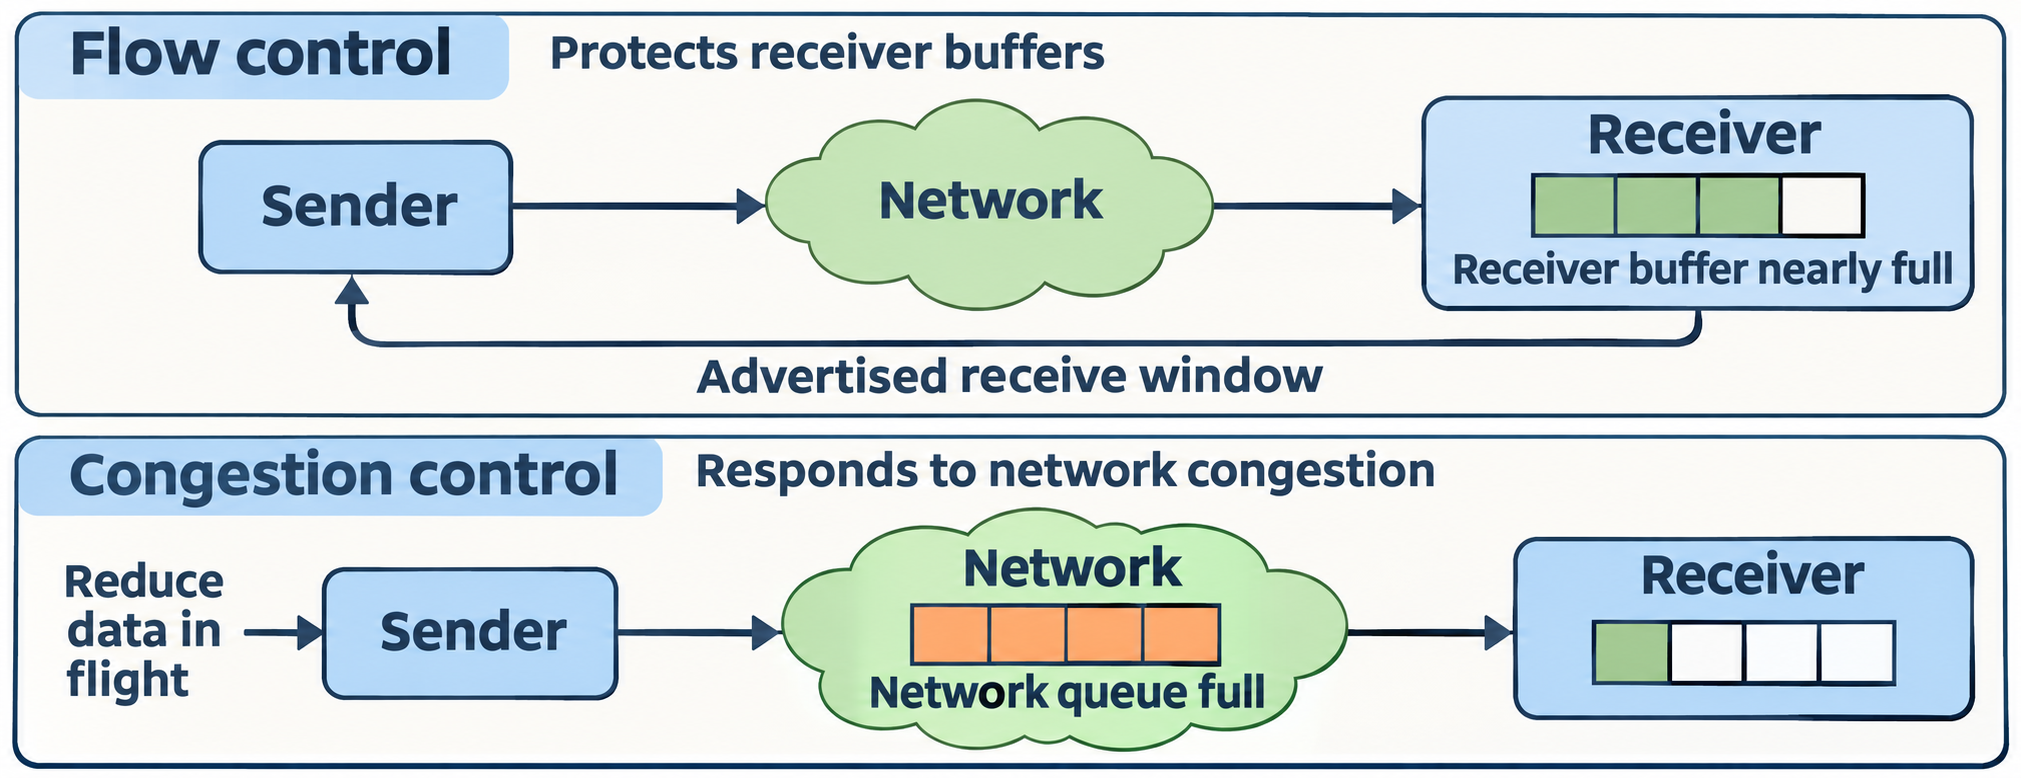 Flow control
Protects receiver buffers
Sender
Network
Receiver
Receiver buffer nearly full
Advertised receive window
Congestion control
Responds to network congestion
Reduce
data in
flight
Sender
Network
Network queue full
Receiver